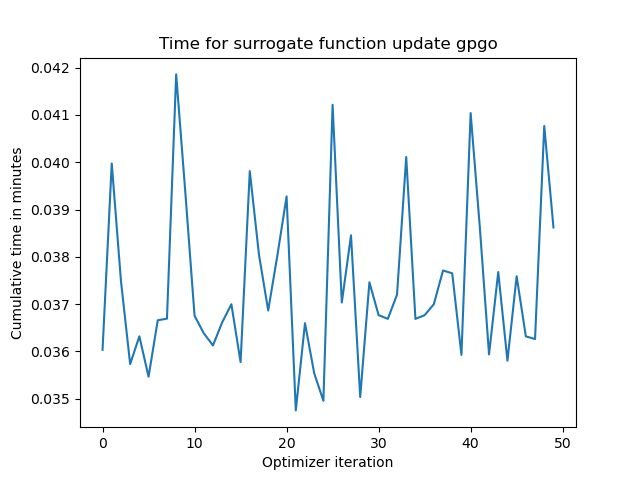 Time for surrogate function update gpgo
Cumulative time in minutes
0.042
0.041
0.040
0.039
0.038
0.037
0.036
0.035
0 10 20 30 40 50
Optimizer iteration